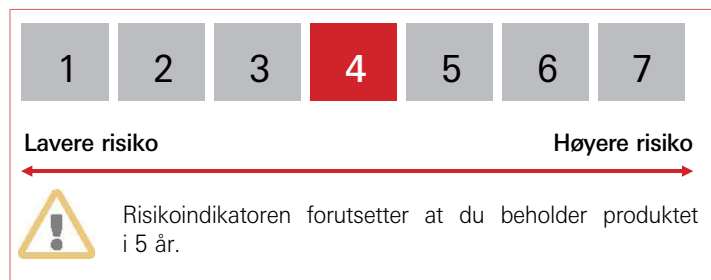 1 2 3 4 5 6 7
Lavere risiko Høyere risiko
Risikoindikatoren forutsetter at du beholder produktet
i 5 år.